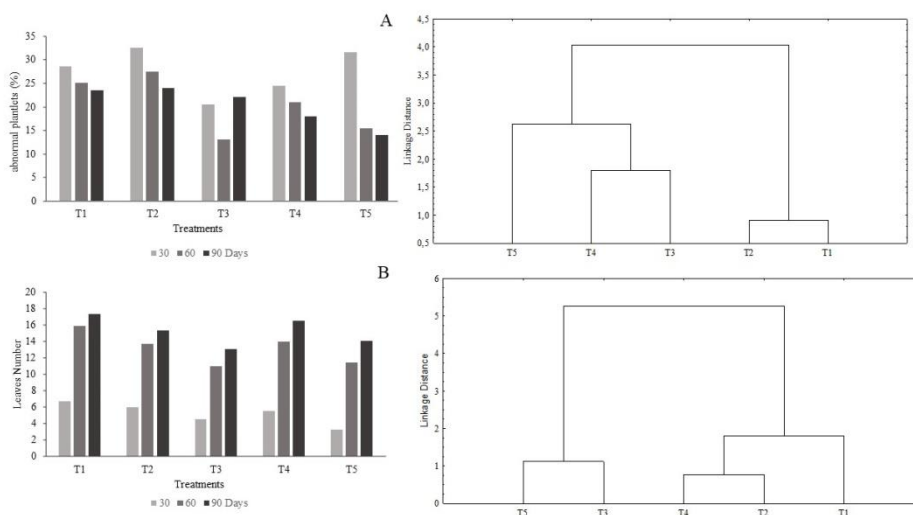 A
abnormal plantlets (%)
35
30
25
20
15
10
5
0
T1 T2 T3 T4 T5
Treatments
30 60 90 Days
Linkage Distance
4,5
4,0
3,5
3,0
2,5
2,0
1,5
1,0
0,5
T5 T4 T3 T2 T1
B
Leaves Number
20
18
16
14
12
10
8
6
4
2
0
T1 T2 T3 T4 T5
Treatments
30 60 90 Days
Linkage Distance
6
5
4
3
2
1
0
T5 T3 T4 T2 T1